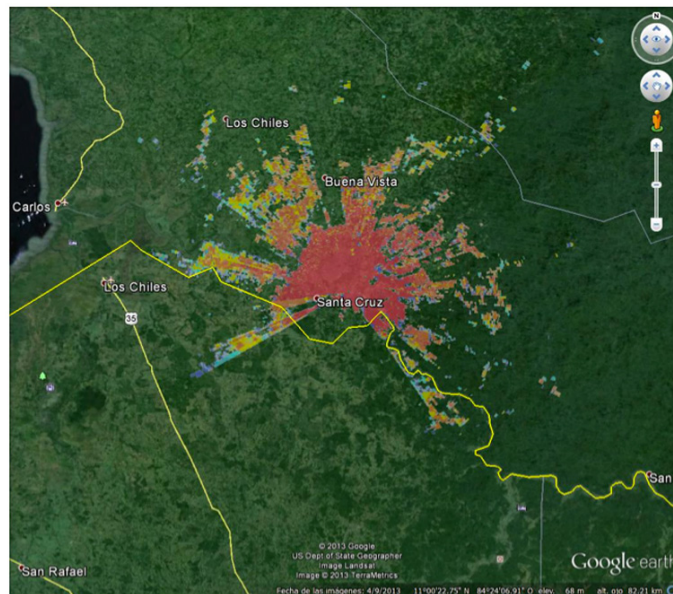 N
Los Chiles
Buena Vista
Carlos
Los Chiles
Santa Cruz
35
San
© 2013 Google
US Dept of State Geographer
Image Landsat
Image © 2013 TerraMetrics
Google earth
San Rafael
Fecha de las imágenes: 4/9/2013 11°00'22.75" N 84°24'06.91" O elev. 68 m alt. ojo 82.21 km